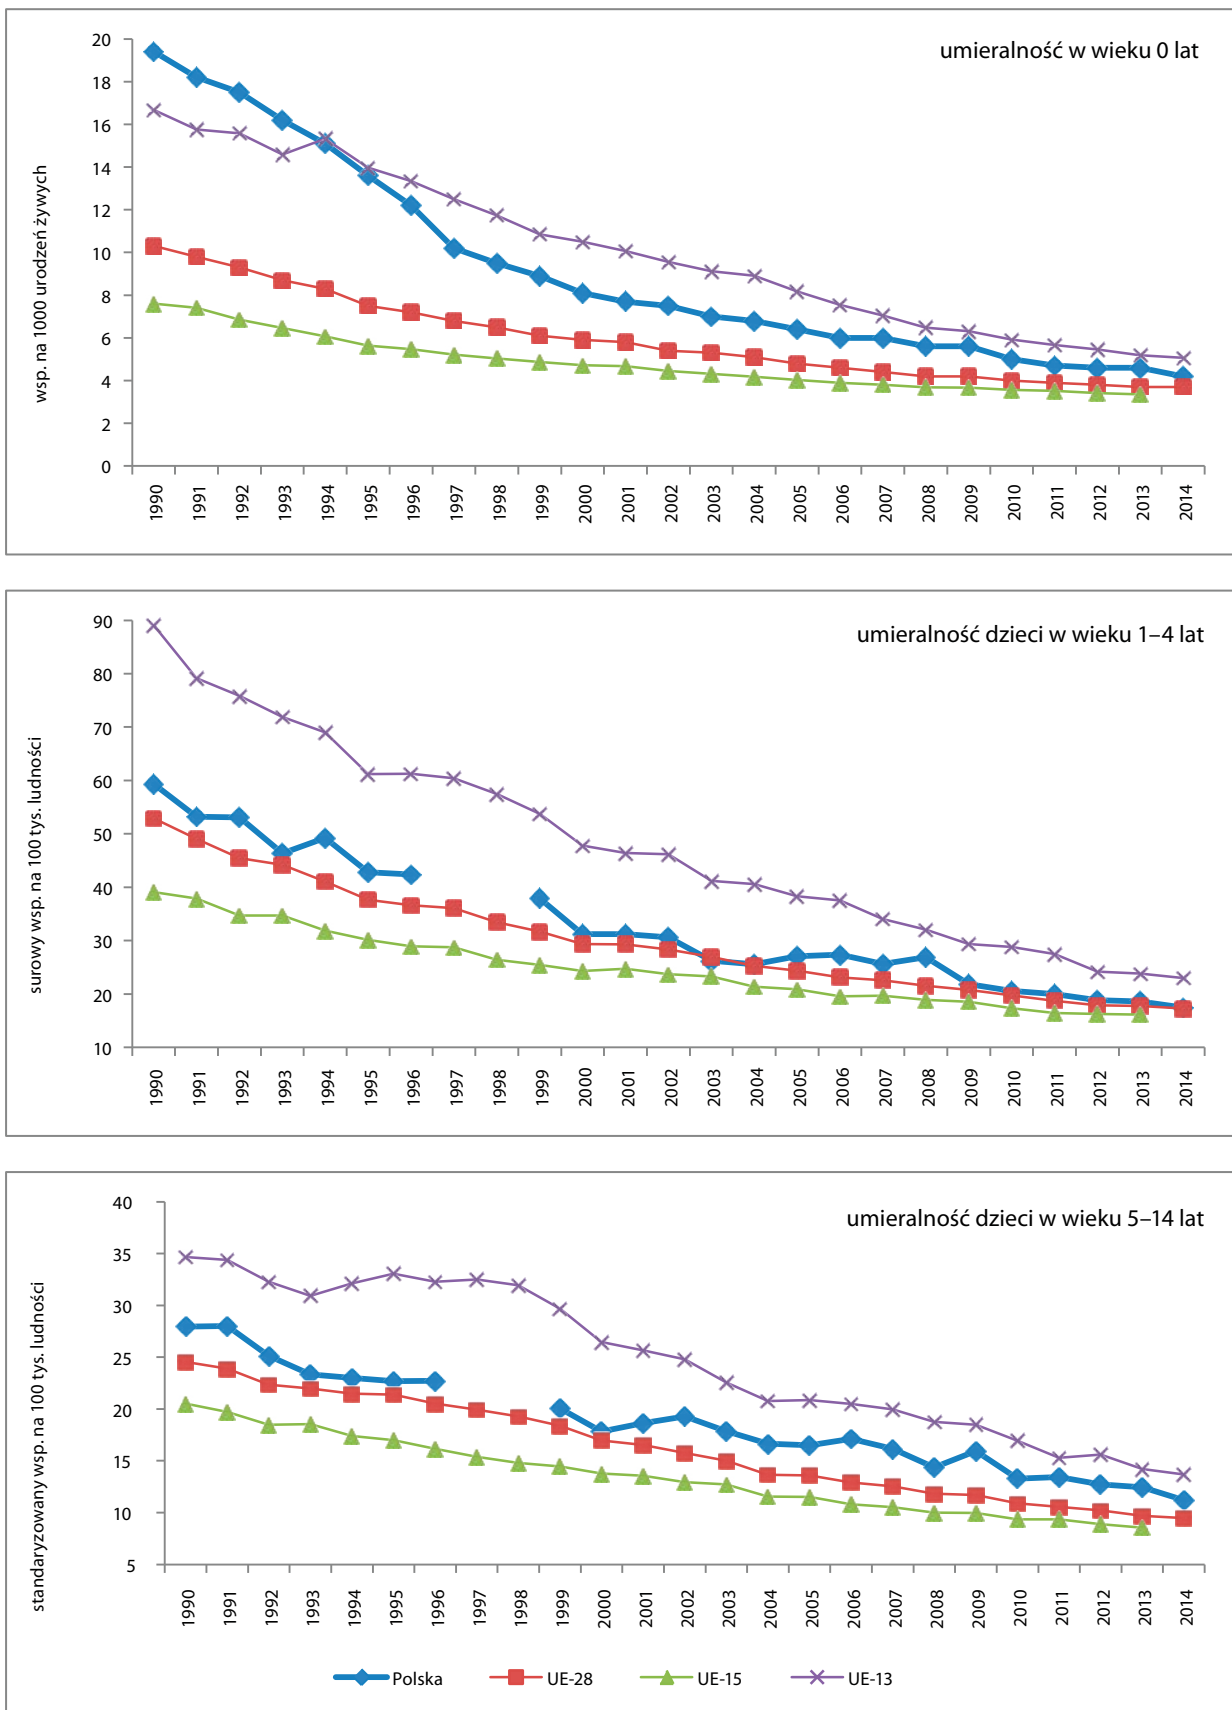 umieralność w wieku 0 lat
wsp. na 1000 urodzeń żywych
20
18
16
14
12
10
8
6
4
2
0
1990 1991 1992 1993 1994 1995 1996 1997 1998 1999 2000 2001 2002 2003 2004 2005 2006 2007 2008 2009 2010 2011 2012 2013 2014
umieralność dzieci w wieku 1–4 lat
surowy wsp. na 100 tys. ludności
90
80
70
60
50
40
30
20
10
1990 1991 1992 1993 1994 1995 1996 1997 1998 1999 2000 2001 2002 2003 2004 2005 2006 2007 2008 2009 2010 2011 2012 2013 2014
umieralność dzieci w wieku 5–14 lat
standaryzowany wsp. na 100 tys. ludności
40
35
30
25
20
15
10
5
1990 1991 1992 1993 1994 1995 1996 1997 1998 1999 2000 2001 2002 2003 2004 2005 2006 2007 2008 2009 2010 2011 2012 2013 2014
Polska UE-28 UE-15 UE-13